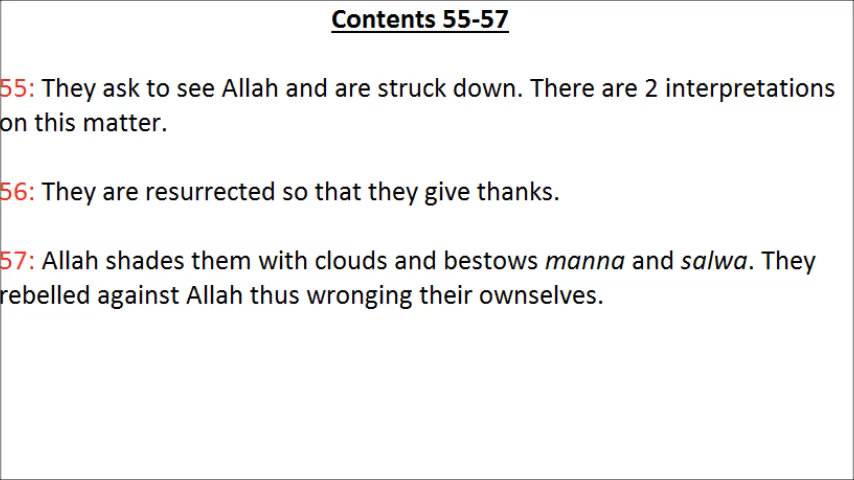 Contents 55-57
55: They ask to see Allah and are struck down. There are 2 interpretations
on this matter.
56: They are resurrected so that they give thanks.
57: Allah shades them with clouds and bestows manna and salwa. They
rebelled against Allah thus wronging their ownselves.